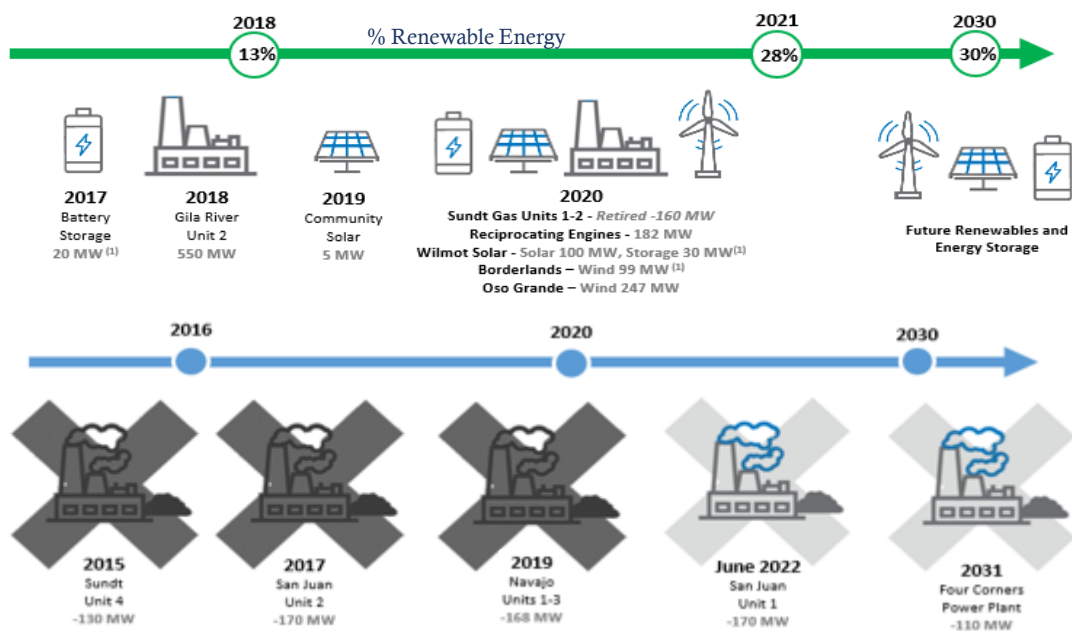 2018
% Renewable Energy
2021
2030
13%
28%
30%
2017
Battery
Storage
20 MW (1)
2018
Gila River
Unit 2
550 MW
2019
Community
Solar
5 MW
2020
Sundt Gas Units 1-2 - Retired -160 MW
Reciprocating Engines - 182 MW
Wilmot Solar - Solar 100 MW, Storage 30 MW(1)
Borderlands – Wind 99 MW (1)
Oso Grande – Wind 247 MW
Future Renewables and
Energy Storage
2016
2020
2030
2015
Sundt
Unit 4
-130 MW
2017
San Juan
Unit 2
-170 MW
2019
Navajo
Units 1-3
-168 MW
June 2022
San Juan
Unit 1
-170 MW
2031
Four Corners
Power Plant
-110 MW